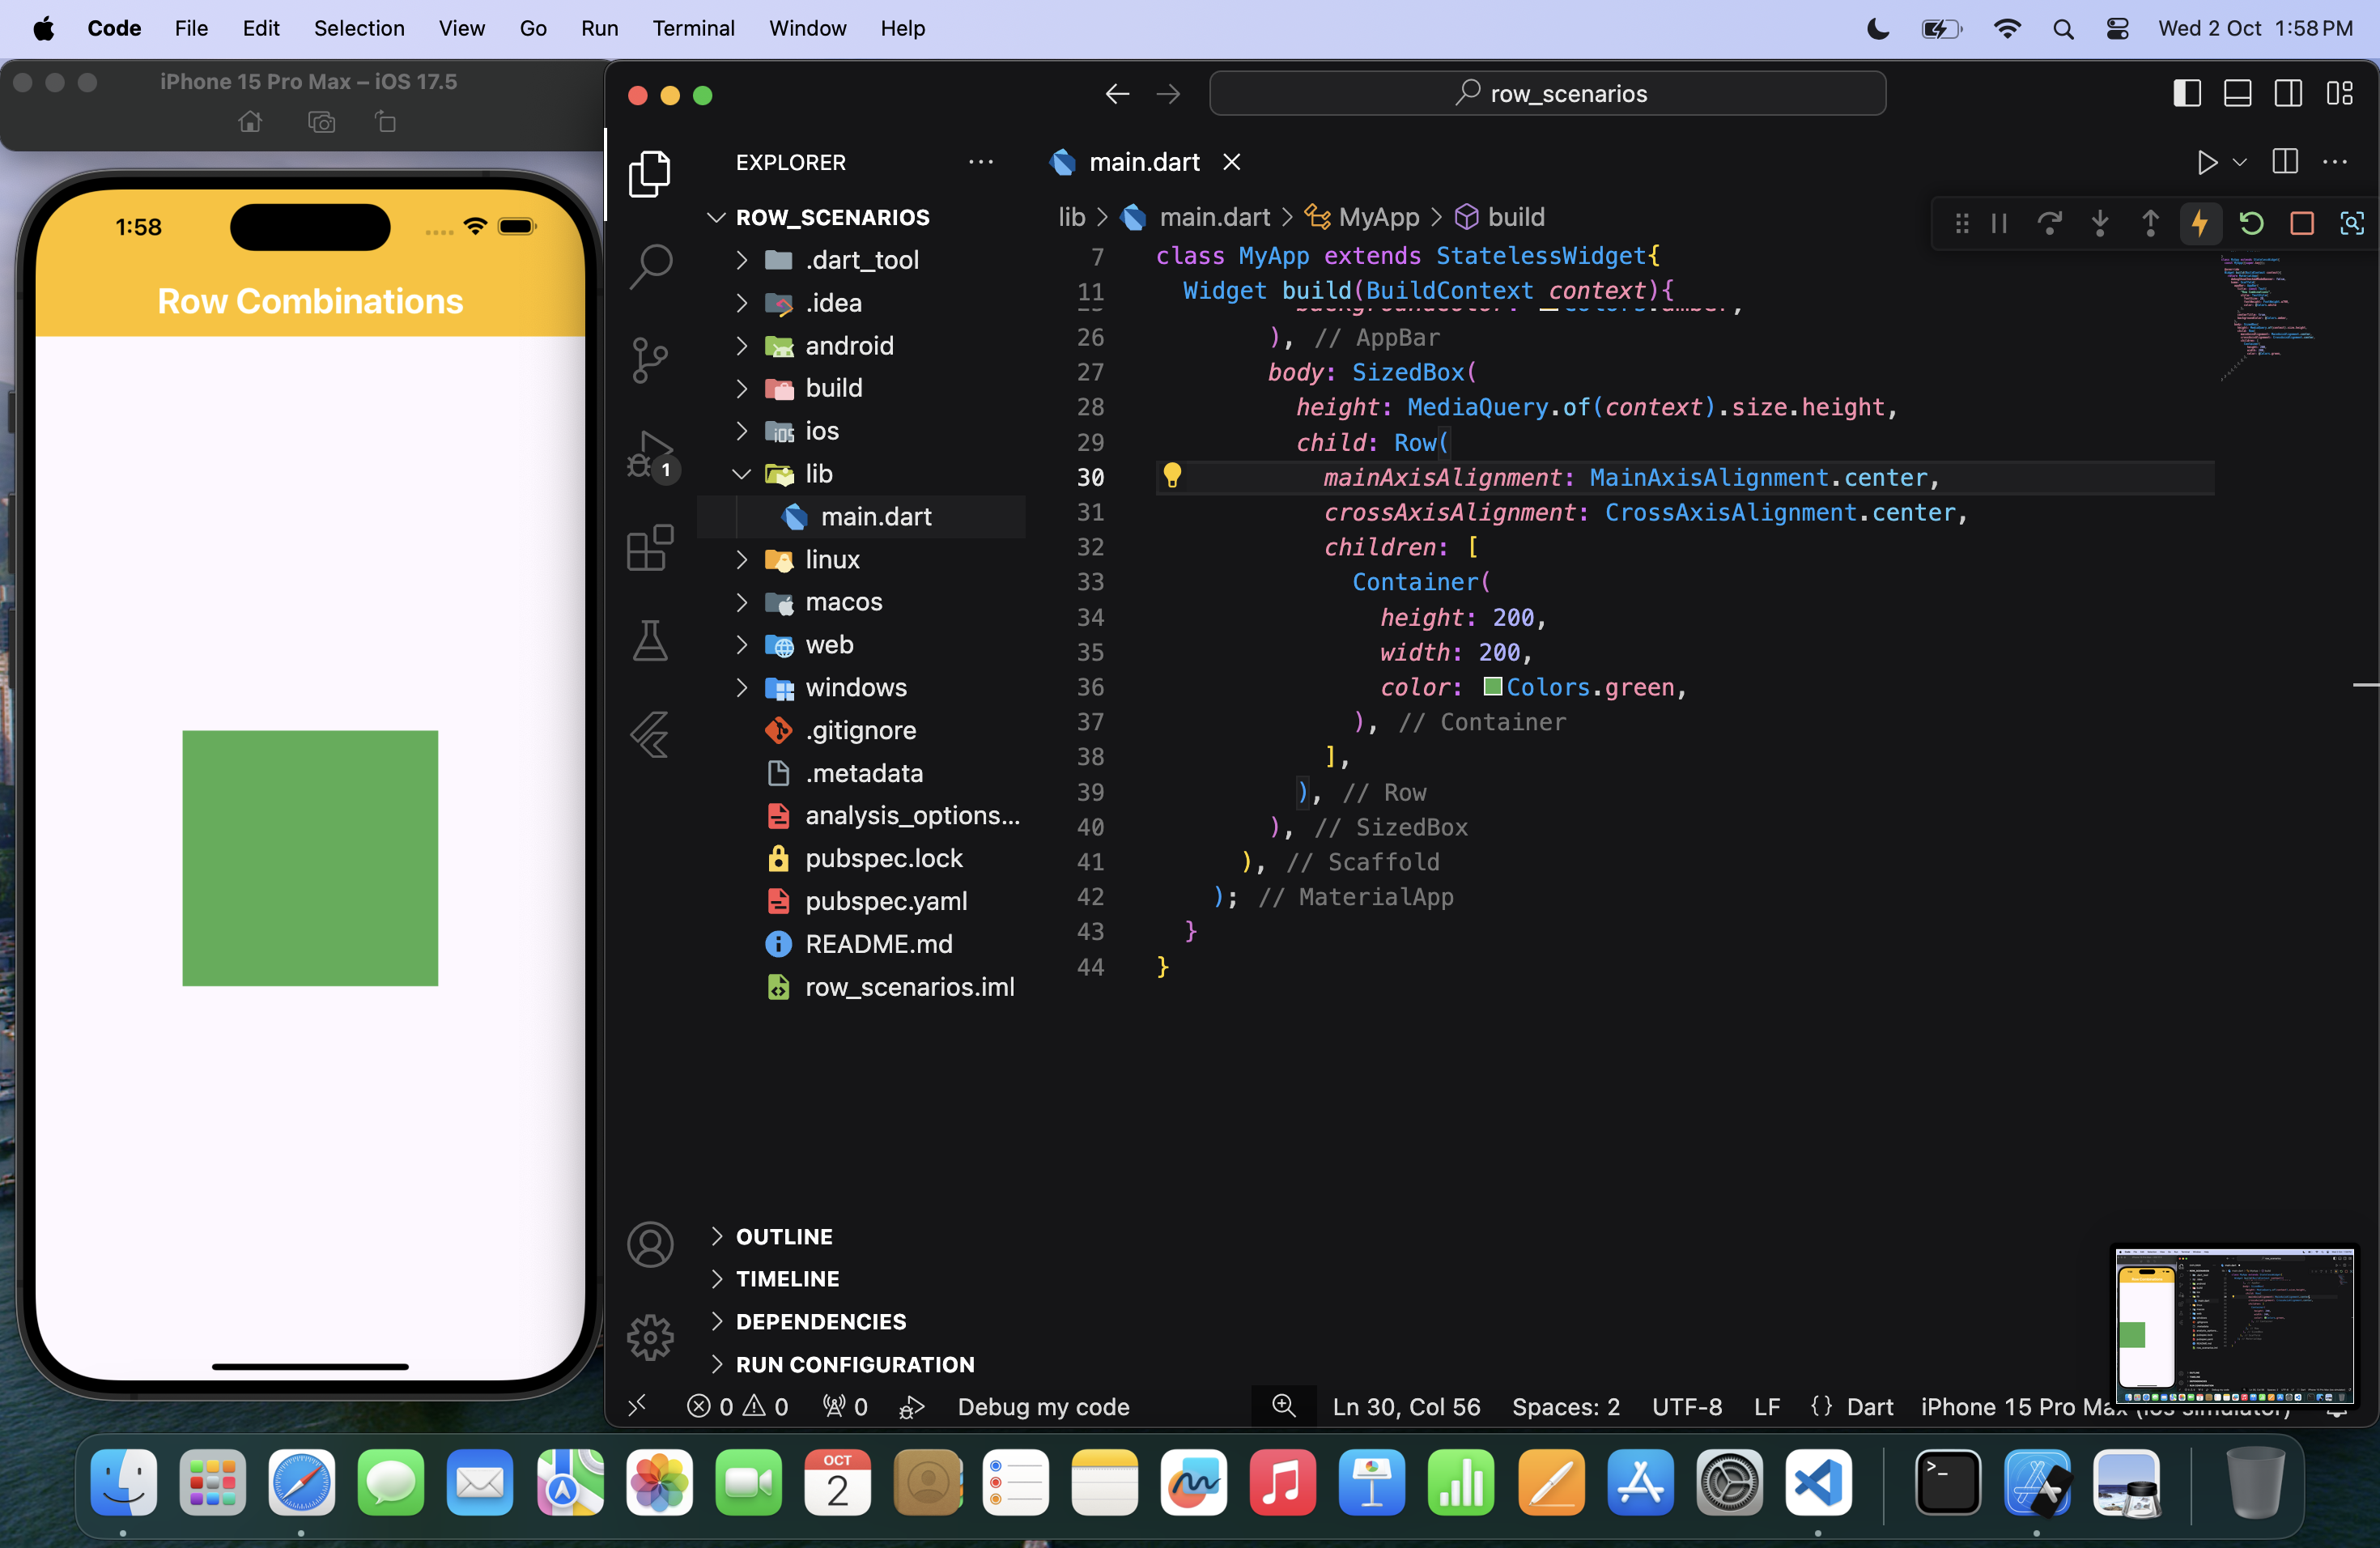 Code File Edit Selection View Go Run Terminal Window Help
Wed 2 Oct 1:58 PM
iPhone 15 Pro Max – iOS 17.5
1:58
Row Combinations
row_scenarios
EXPLORER
ROW_SCENARIOS
.dart_tool
.idea
android
build
ios
lib
main.dart
linux
macos
web
windows
.gitignore
.metadata
analysis_options...
pubspec.lock
pubspec.yaml
README.md
row_scenarios.iml
OUTLINE
TIMELINE
DEPENDENCIES
RUN CONFIGURATION
1
main.dart
lib > main.dart > MyApp > build
7 class MyApp extends StatelessWidget{
11 Widget build(BuildContext context){
26 ), // AppBar
27 body: SizedBox(
28 height: MediaQuery.of(context).size.height,
29 child: Row(
30 mainAxisAlignment: MainAxisAlignment.center,
31 crossAxisAlignment: CrossAxisAlignment.center,
32 children: [
33 Container(
34 height: 200,
35 width: 200,
36 color: Colors.green,
37 ), // Container
38 ],
39 ), // Row
40 ), // SizedBox
41 ), // Scaffold
42 ); // MaterialApp
43 }
44 }
0 0 0 Debug my code
Ln 30, Col 56 Spaces: 2 UTF-8 LF {} Dart iPhone 15 Pro Max
OCT
2